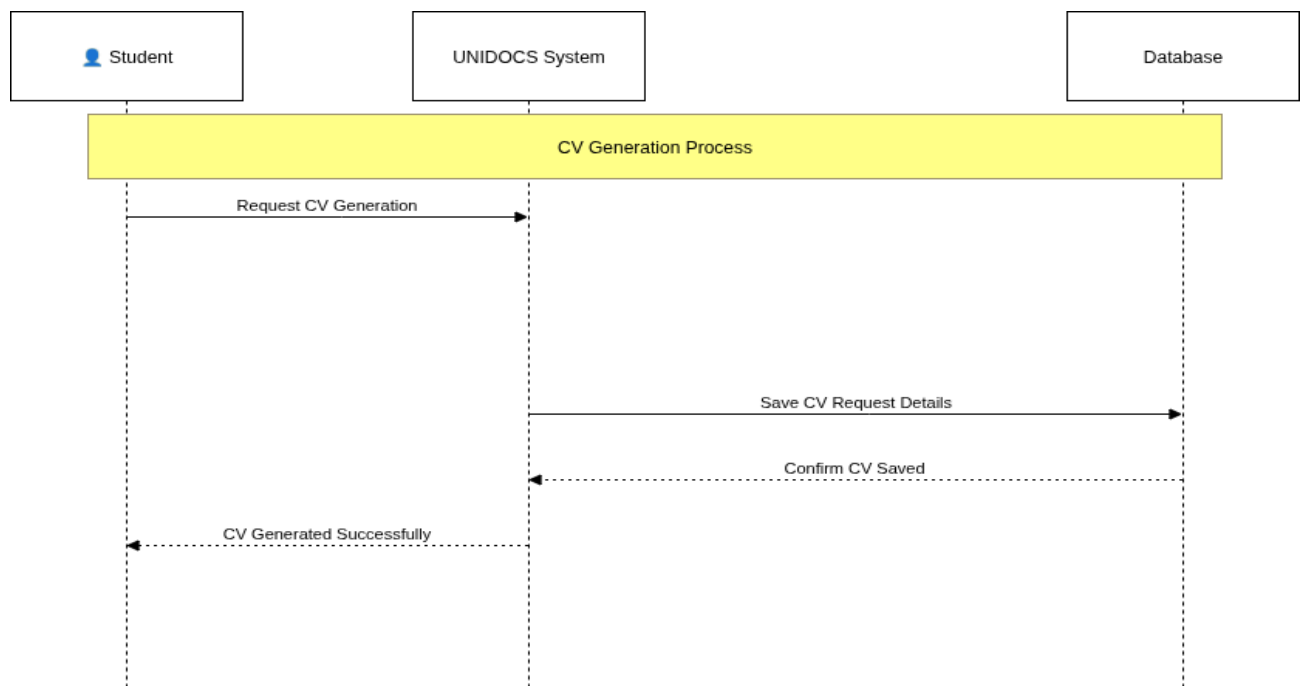 👤 Student
UNIDOCS System
Database
CV Generation Process
Request CV Generation
Save CV Request Details
Confirm CV Saved
CV Generated Successfully